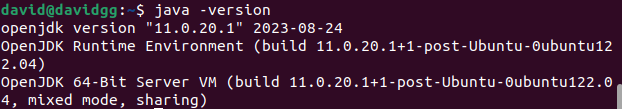 david@davidgg:~$ java -version
openjdk version "11.0.20.1" 2023-08-24
OpenJDK Runtime Environment (build 11.0.20.1+1-post-Ubuntu-0ubuntu12
2.04)
OpenJDK 64-Bit Server VM (build 11.0.20.1+1-post-Ubuntu-0ubuntu122.0
4, mixed mode, sharing)